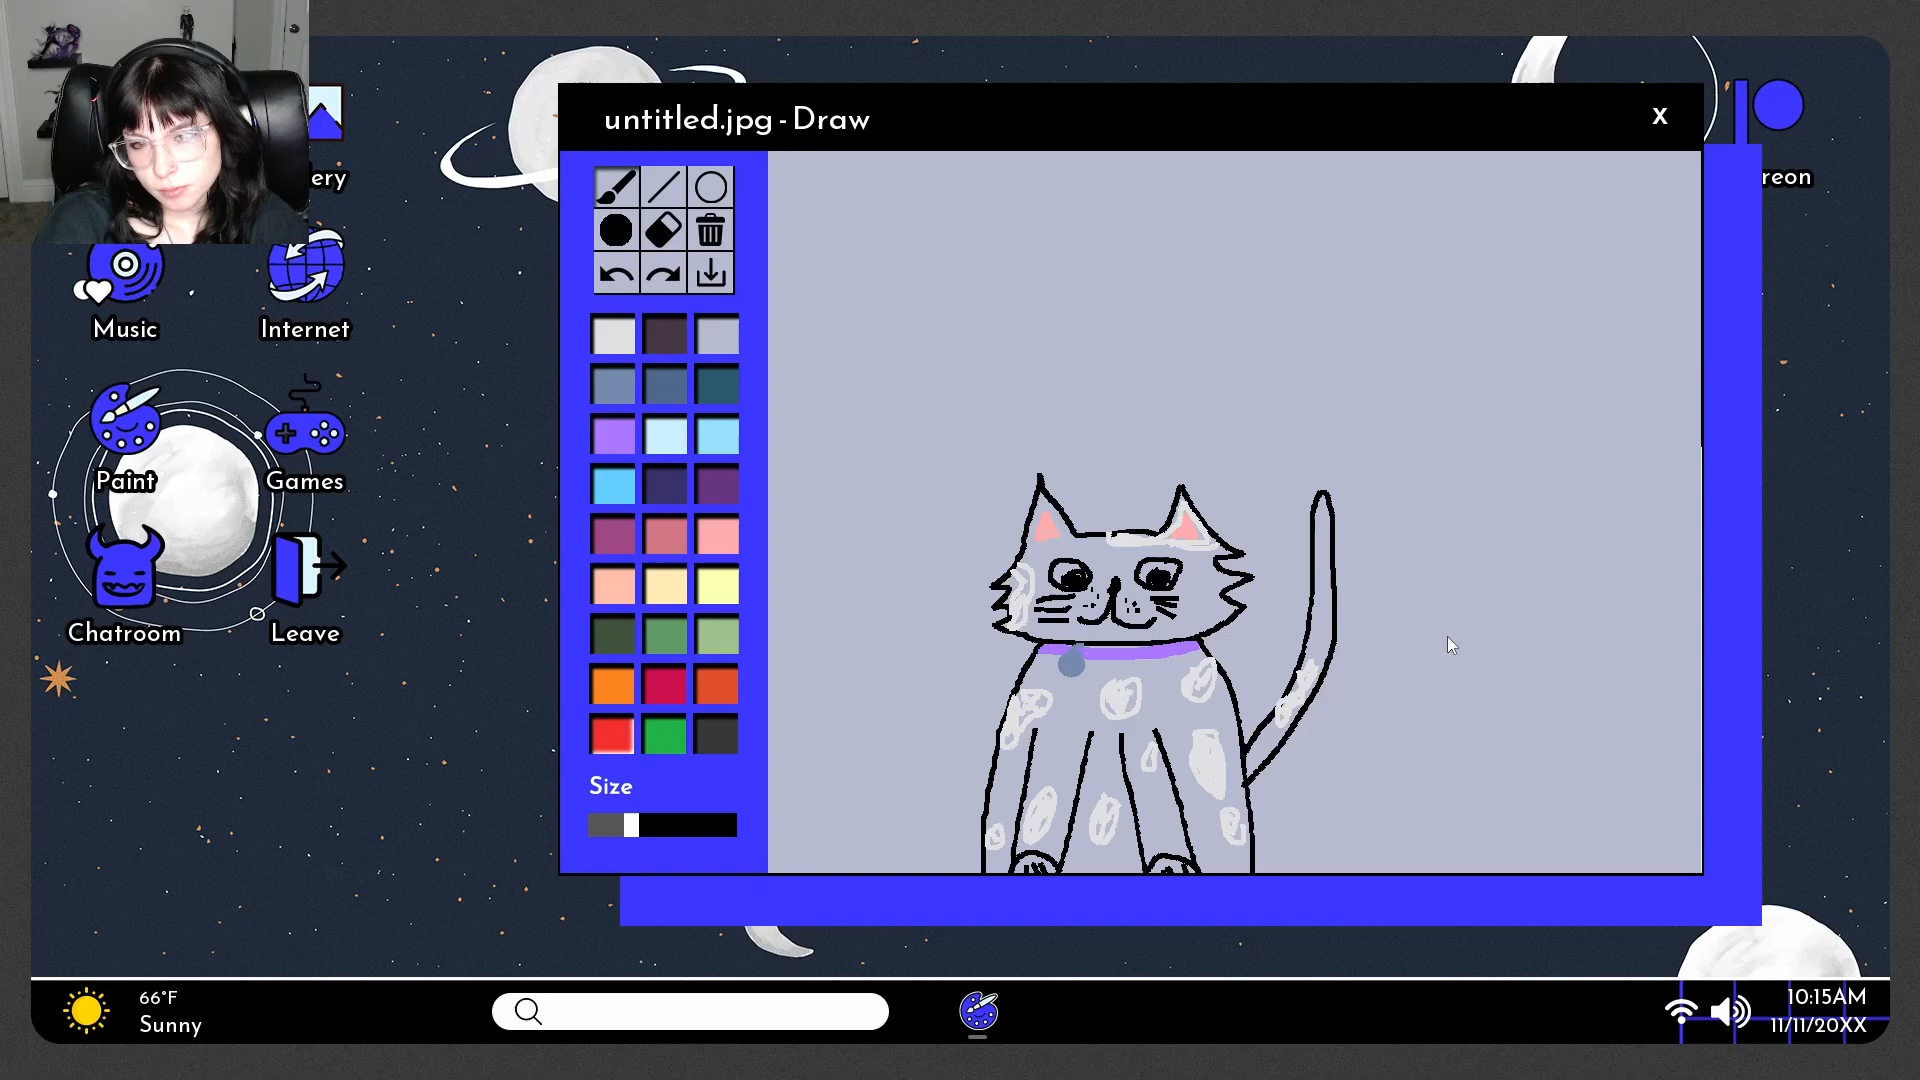 untitled.jpg - Draw
X
ery
reon
Music
Internet
Paint
Games
Chatroom
Leave
Size
66°F
Sunny
10:15AM
11/11/20XX